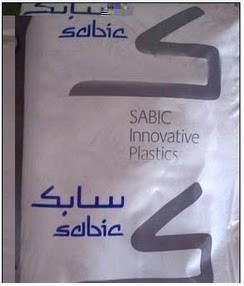 سابك
sabic
SABIC
Innovative
Plastics
سابك
sabic